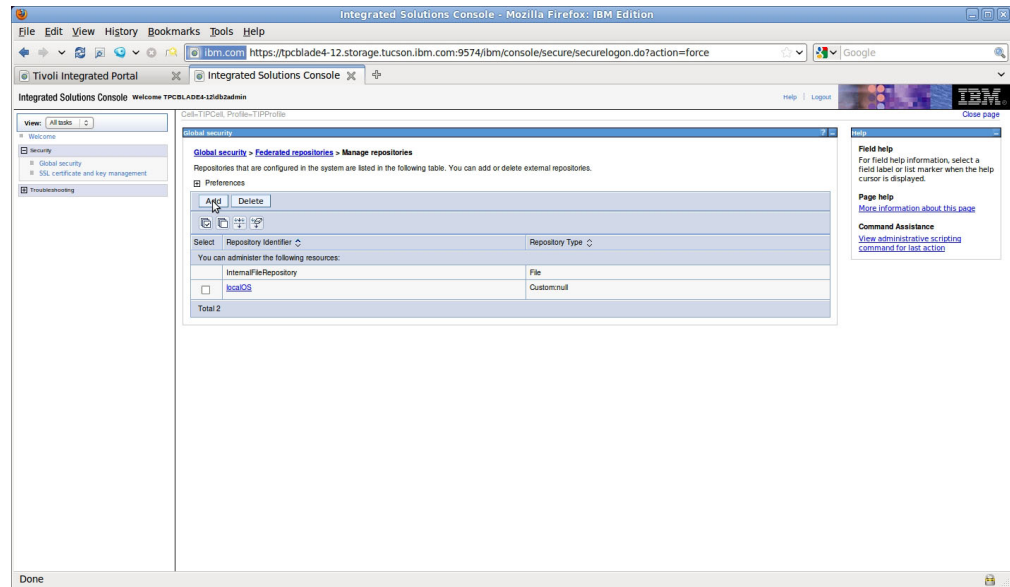 Integrated Solutions Console - Mozilla Firefox: IBM Edition
File Edit View History Bookmarks Tools Help
ibm.com https://tpcblade4-12.storage.tucson.ibm.com:9574/ibm/console/secure/securelogon.do?action=force
Google
Tivoli Integrated Portal
Integrated Solutions Console
Integrated Solutions Console Welcome TPCBLADE4-12\db2admin
Help | Logout
IBM.
View: All tasks
Welcome
Security
Global security
SSL certificate and key management
Troubleshooting
Cell=TIPCell, Profile=TIPProfile
Close page
Global security
Global security > Federated repositories > Manage repositories
Repositories that are configured in the system are listed in the following table. You can add or delete external repositories.
Preferences
Add Delete
Select Repository Identifier Repository Type
You can administer the following resources:
InternalFileRepository File
localOS Custom:null
Total 2
Help
Field help
For field help information, select a
field label or list marker when the help
cursor is displayed.
Page help
More information about this page
Command Assistance
View administrative scripting
command for last action
Done